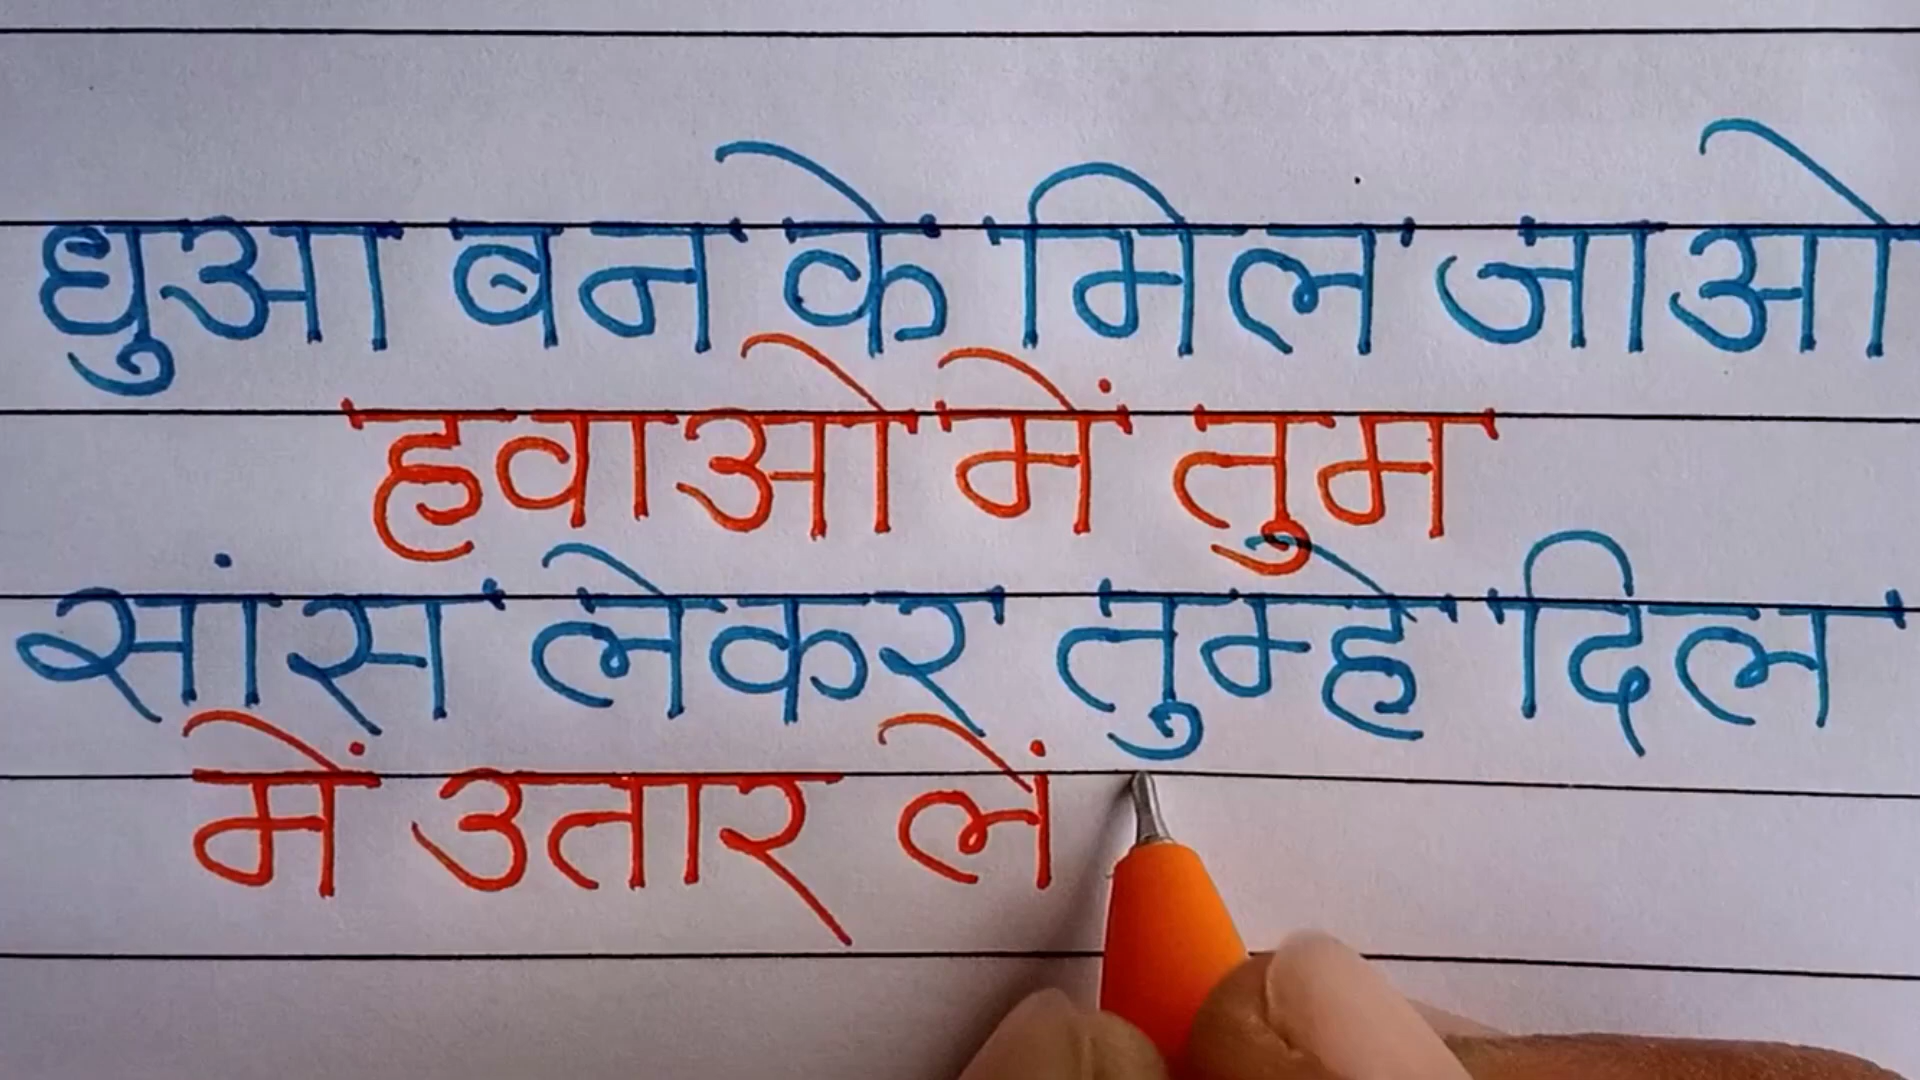 धुआ बन के मिल जाओ
हवाओ में तुम
सांस लेकर तुम्हे दिल
में उतार लें